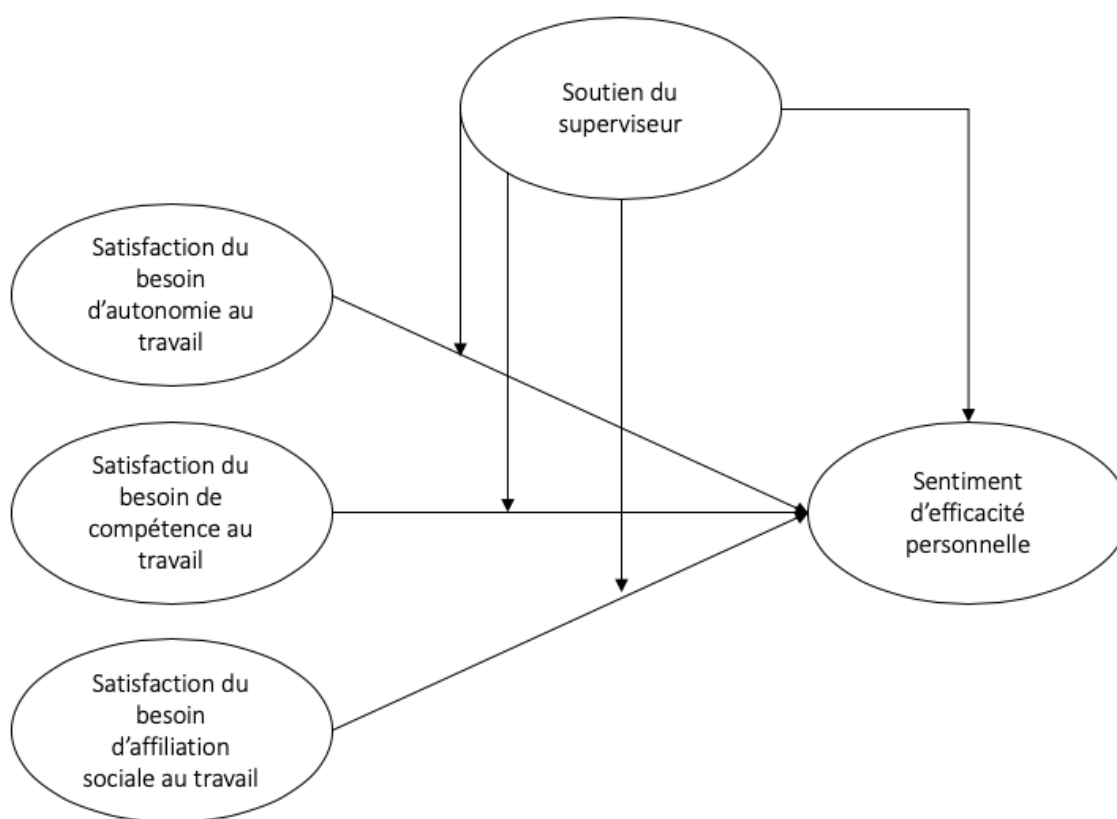 Soutien du
superviseur
Satisfaction du
besoin
d’autonomie au
travail
Satisfaction du
besoin de
compétence au
travail
Sentiment
d’efficacité
personnelle
Satisfaction du
besoin
d’affiliation
sociale au travail